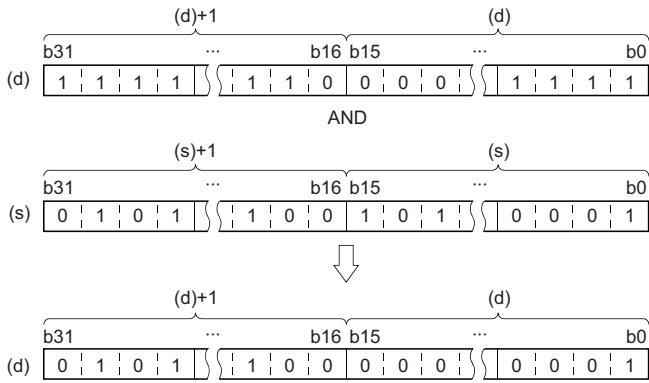 (d)+1 (d)
b31 ... b16 b15 ... b0
(d) 1 1 1 1 1 1 0 0 0 0 1 1 1 1
AND
(s)+1 (s)
b31 ... b16 b15 ... b0
(s) 0 1 0 1 1 0 0 1 0 1 0 0 0 1
(d)+1 (d)
b31 ... b16 b15 ... b0
(d) 0 1 0 1 1 0 0 0 0 0 0 0 0 1